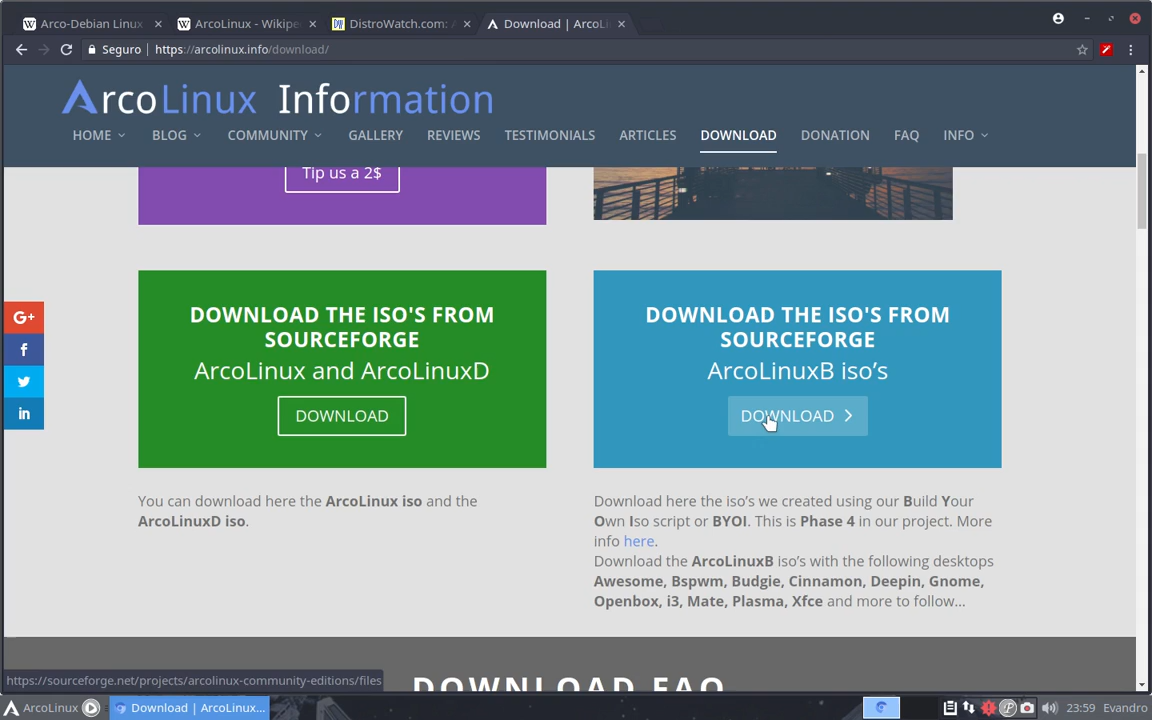 Arco-Debian Linux
ArcoLinux - Wikipe
DistroWatch.com:
Download | ArcoLi
Seguro
https://arcolinux.info/download/
ArcoLinux Information
HOME
BLOG
COMMUNITY
GALLERY
REVIEWS
TESTIMONIALS
ARTICLES
DOWNLOAD
DONATION
FAQ
INFO
Tip us a 2$
DOWNLOAD THE ISO'S FROM
SOURCEFORGE
ArcoLinux and ArcoLinuxD
DOWNLOAD
You can download here the ArcoLinux iso and the
ArcoLinuxD iso.
DOWNLOAD THE ISO'S FROM
SOURCEFORGE
ArcoLinuxB iso’s
DOWNLOAD
Download here the iso’s we created using our Build Your
Own Iso script or BYOI. This is Phase 4 in our project. More
info here.
Download the ArcoLinuxB iso’s with the following desktops
Awesome, Bspwm, Budgie, Cinnamon, Deepin, Gnome,
Openbox, i3, Mate, Plasma, Xfce and more to follow...
G+
f
in
DOWNLOAD FAQ
https://sourceforge.net/projects/arcolinux-community-editions/files
ArcoLinux
Download | ArcoLinux...
23:59
Evandro